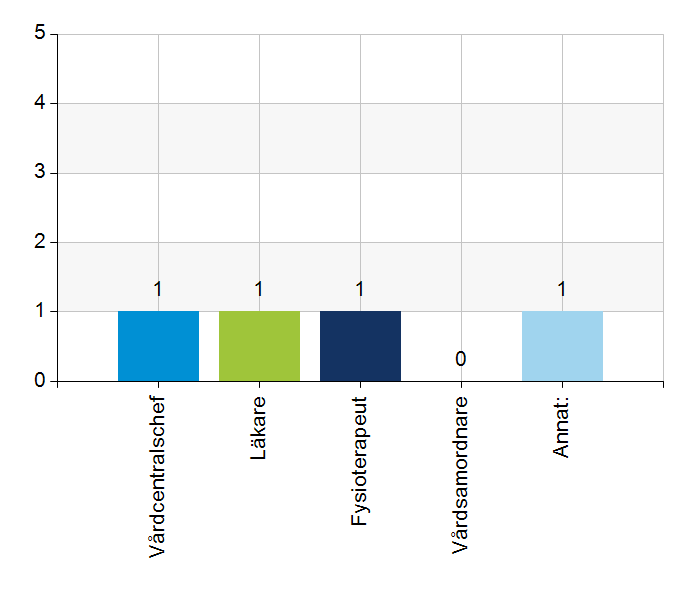 5
4
3
2
1
0
1
1
1
0
1
Vårdcentralschef
Läkare
Fysioterapeut
Vårdsamordnare
Annat: